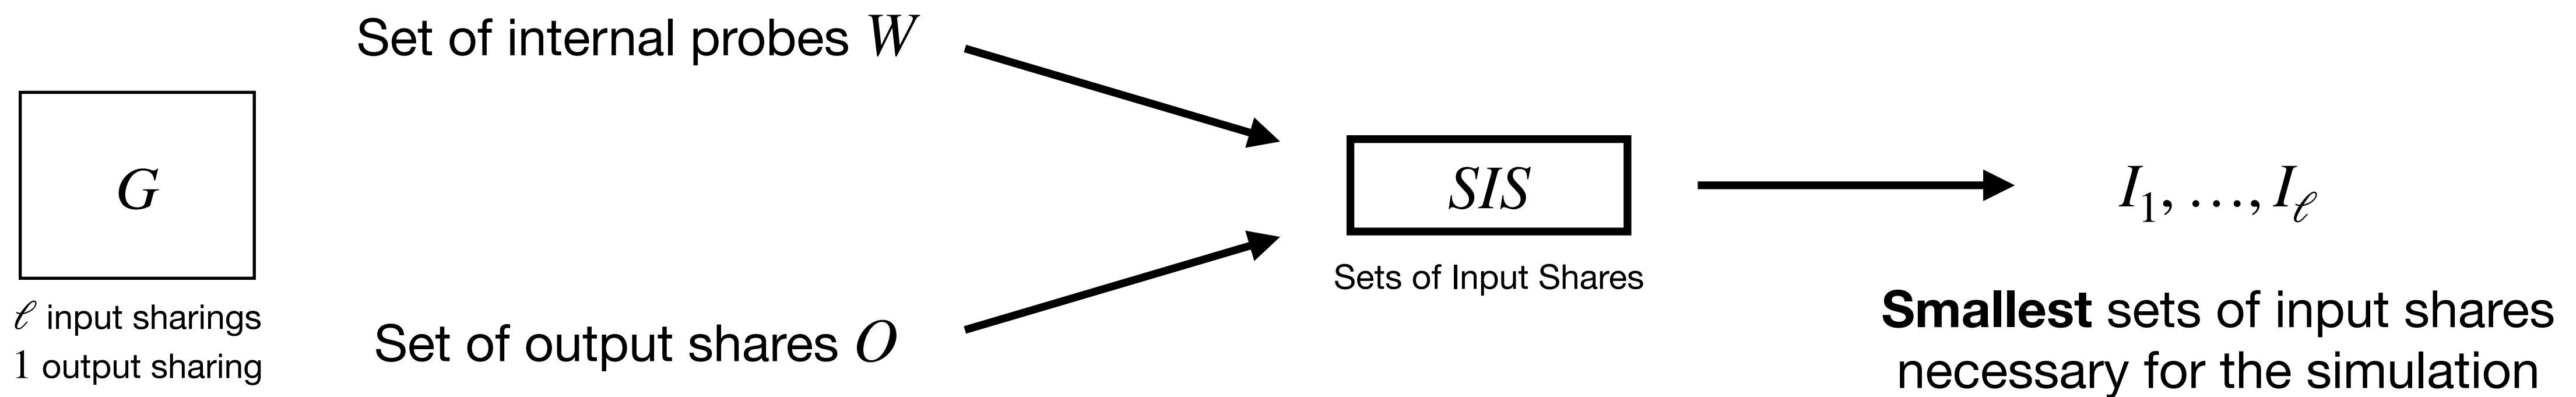 G
ℓ input sharings
1 output sharing
Set of internal probes W
Set of output shares O
SIS
Sets of Input Shares
I₁, …, I_ℓ
Smallest sets of input shares
necessary for the simulation